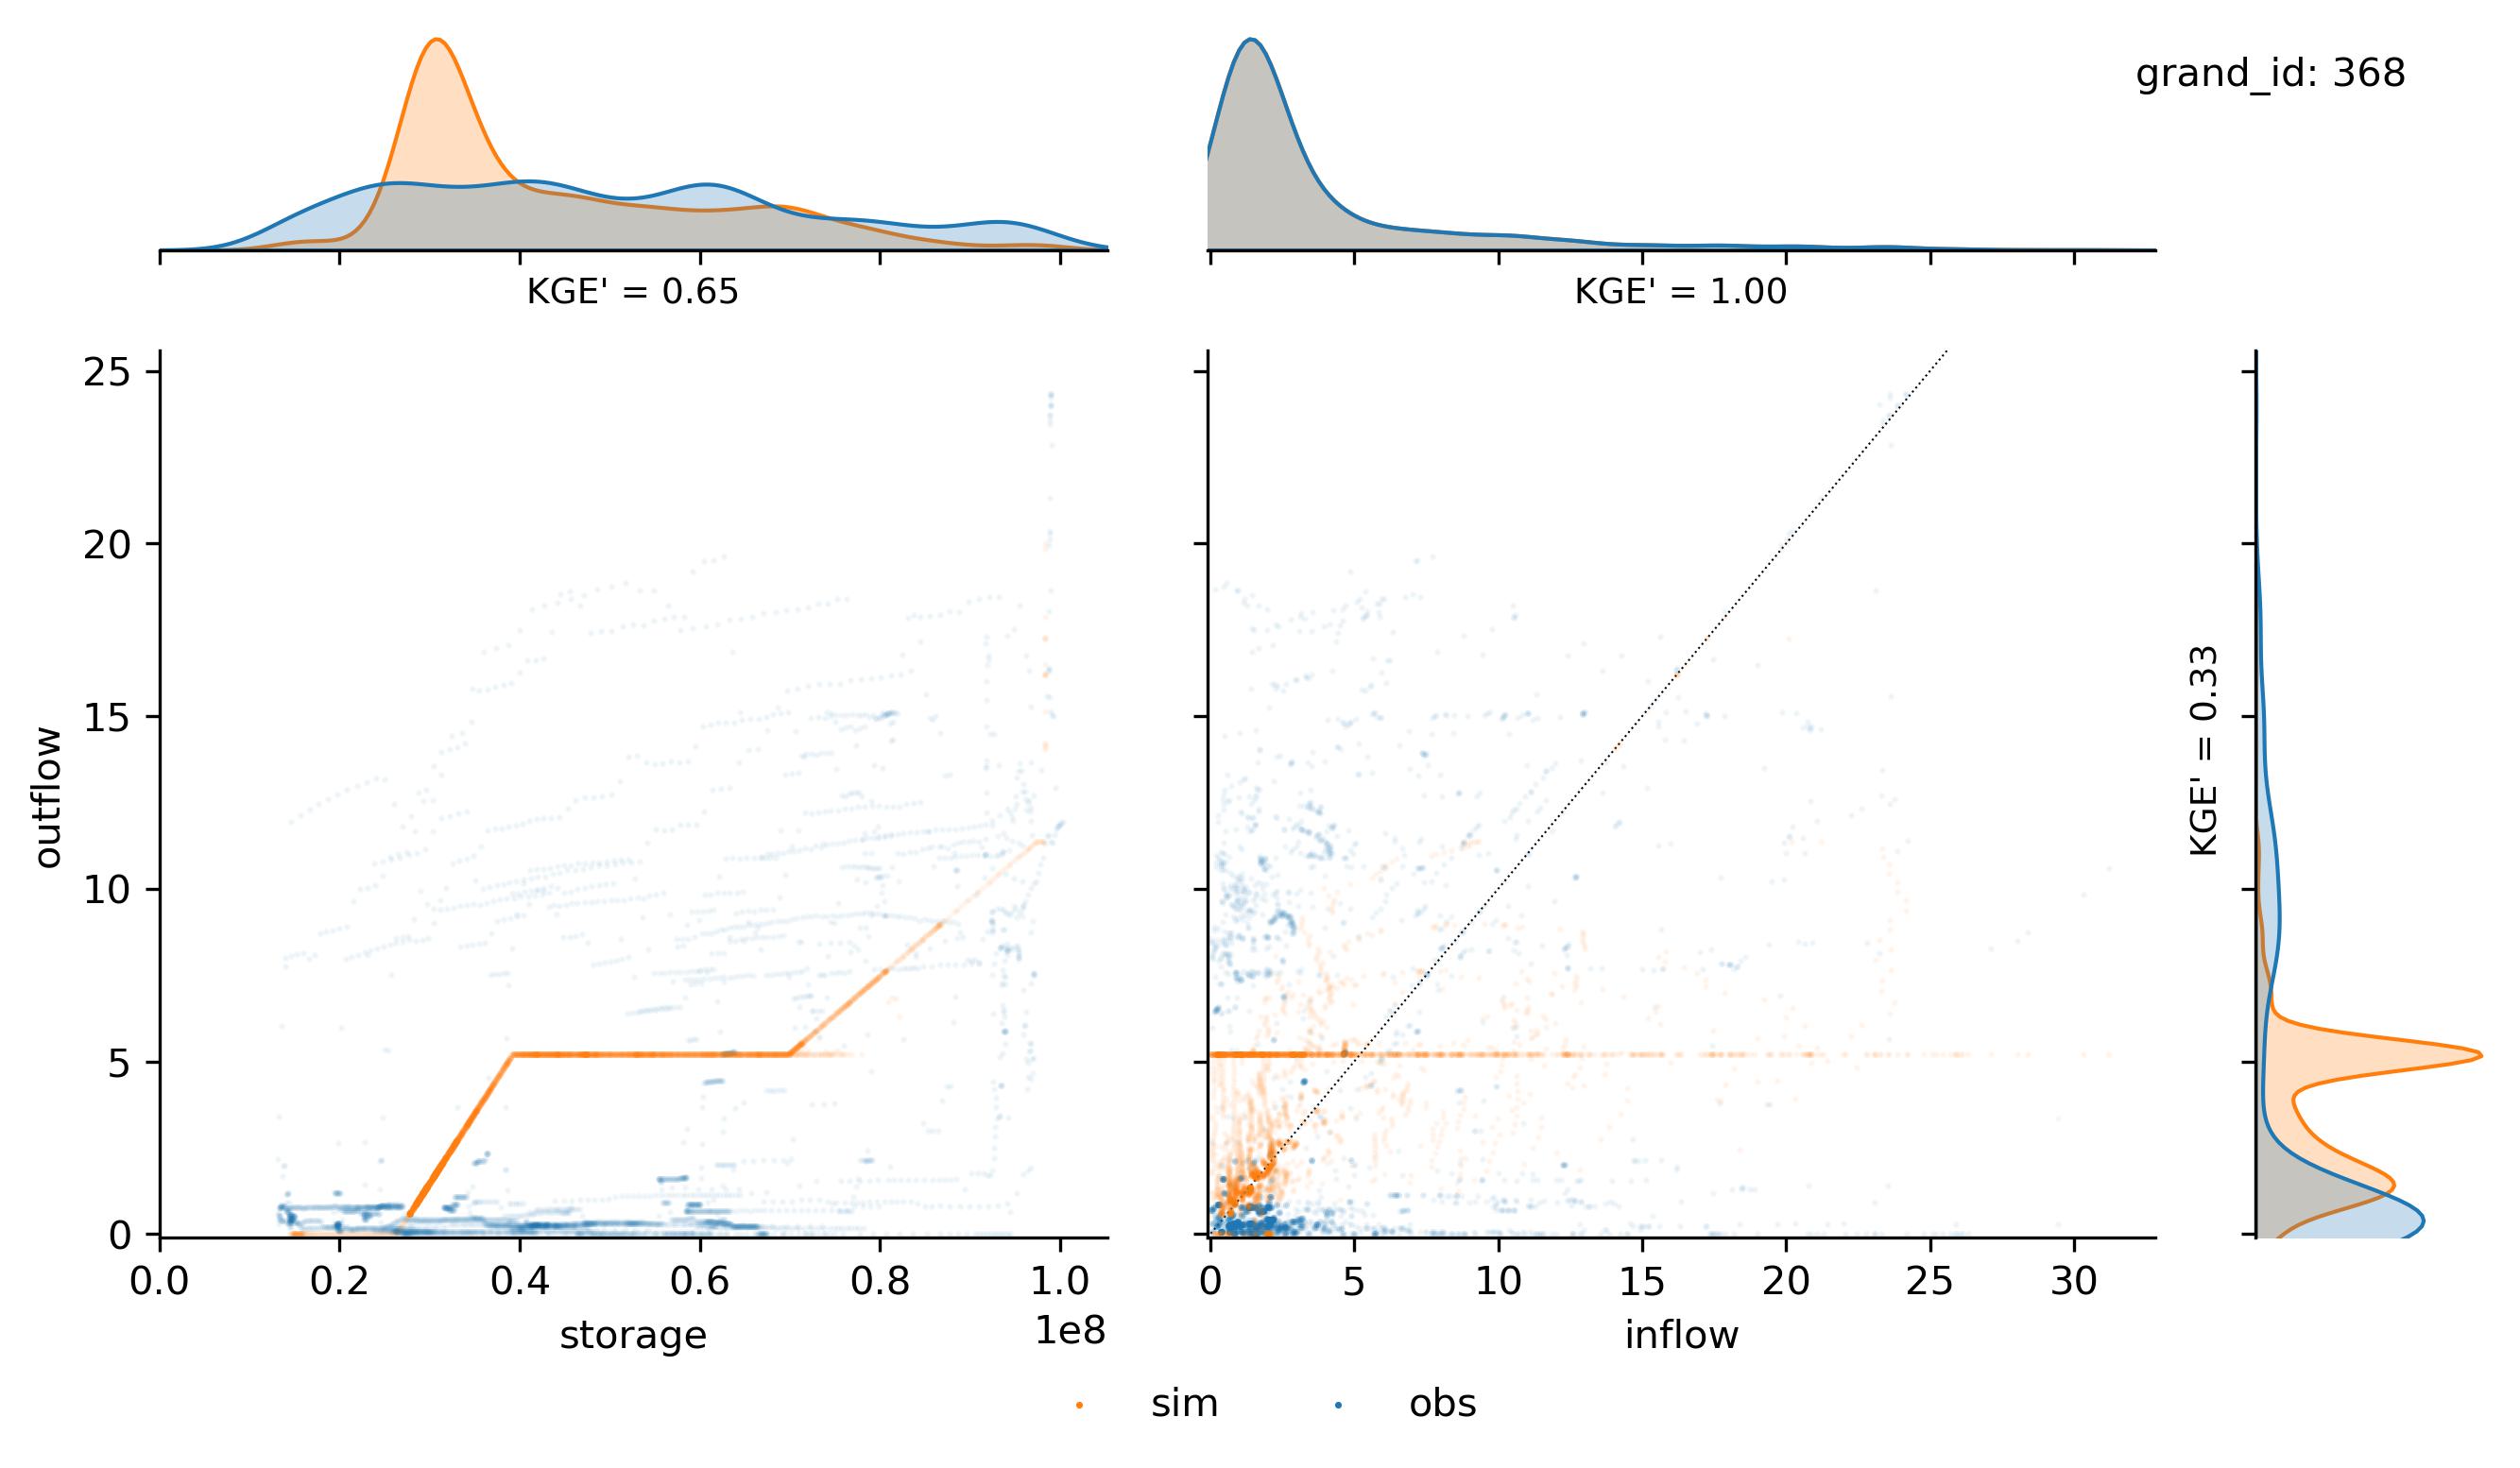 grand_id: 368
KGE' = 0.65
KGE' = 1.00
25
20
15
10
5
0
outflow
KGE' = 0.33
0.0 0.2 0.4 0.6 0.8 1.0
1e8
storage
0 5 10 15 20 25 30
inflow
sim obs